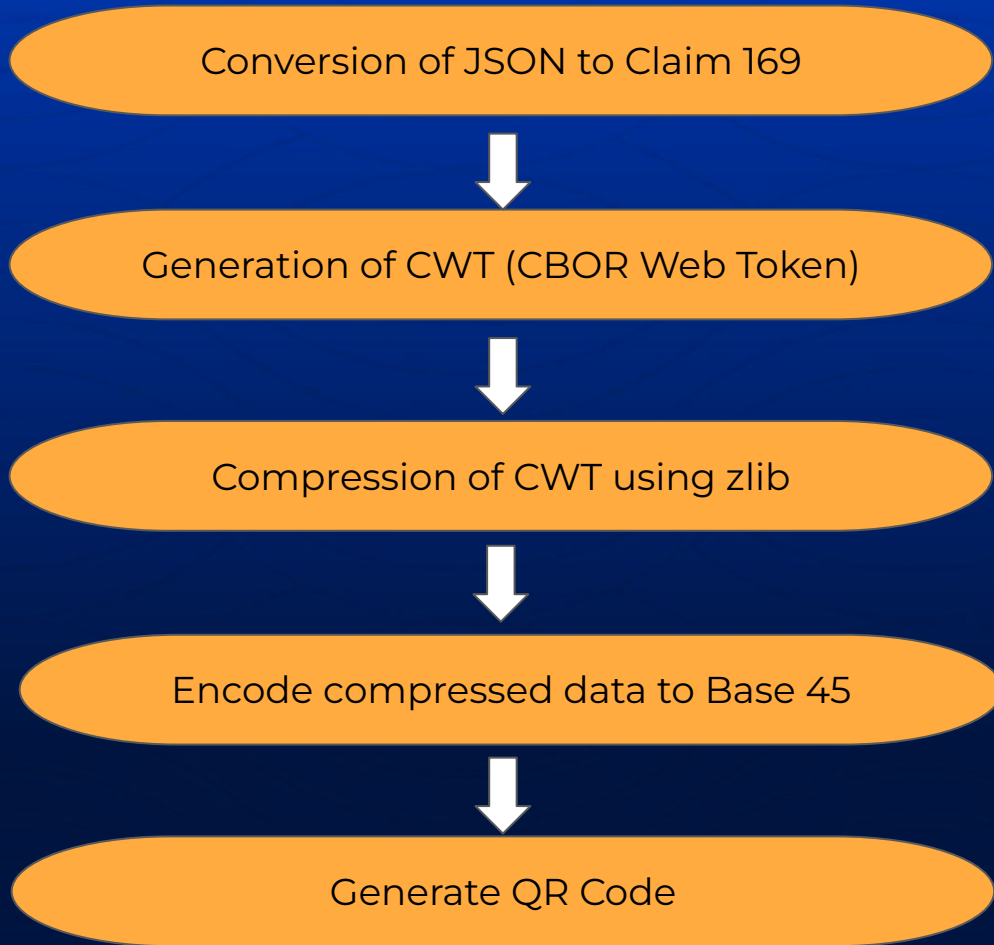 Conversion of JSON to Claim 169
Generation of CWT (CBOR Web Token)
Compression of CWT using zlib
Encode compressed data to Base 45
Generate QR Code